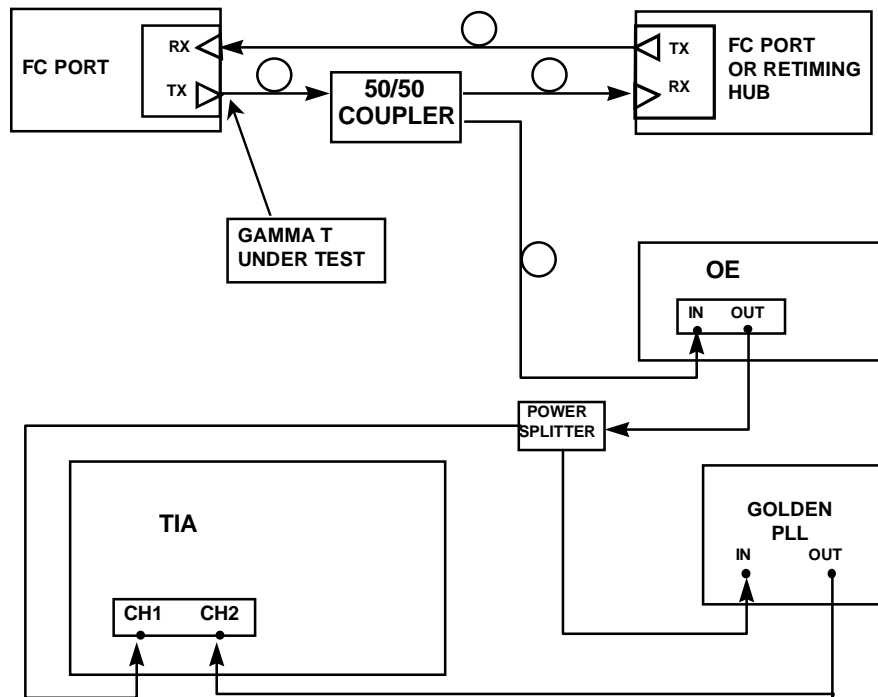 FC PORT
RX
TX
50/50
COUPLER
TX
RX
FC PORT
OR RETIMING
HUB
GAMMA T
UNDER TEST
OE
IN
OUT
POWER
SPLITTER
TIA
CH1
CH2
GOLDEN
PLL
IN
OUT